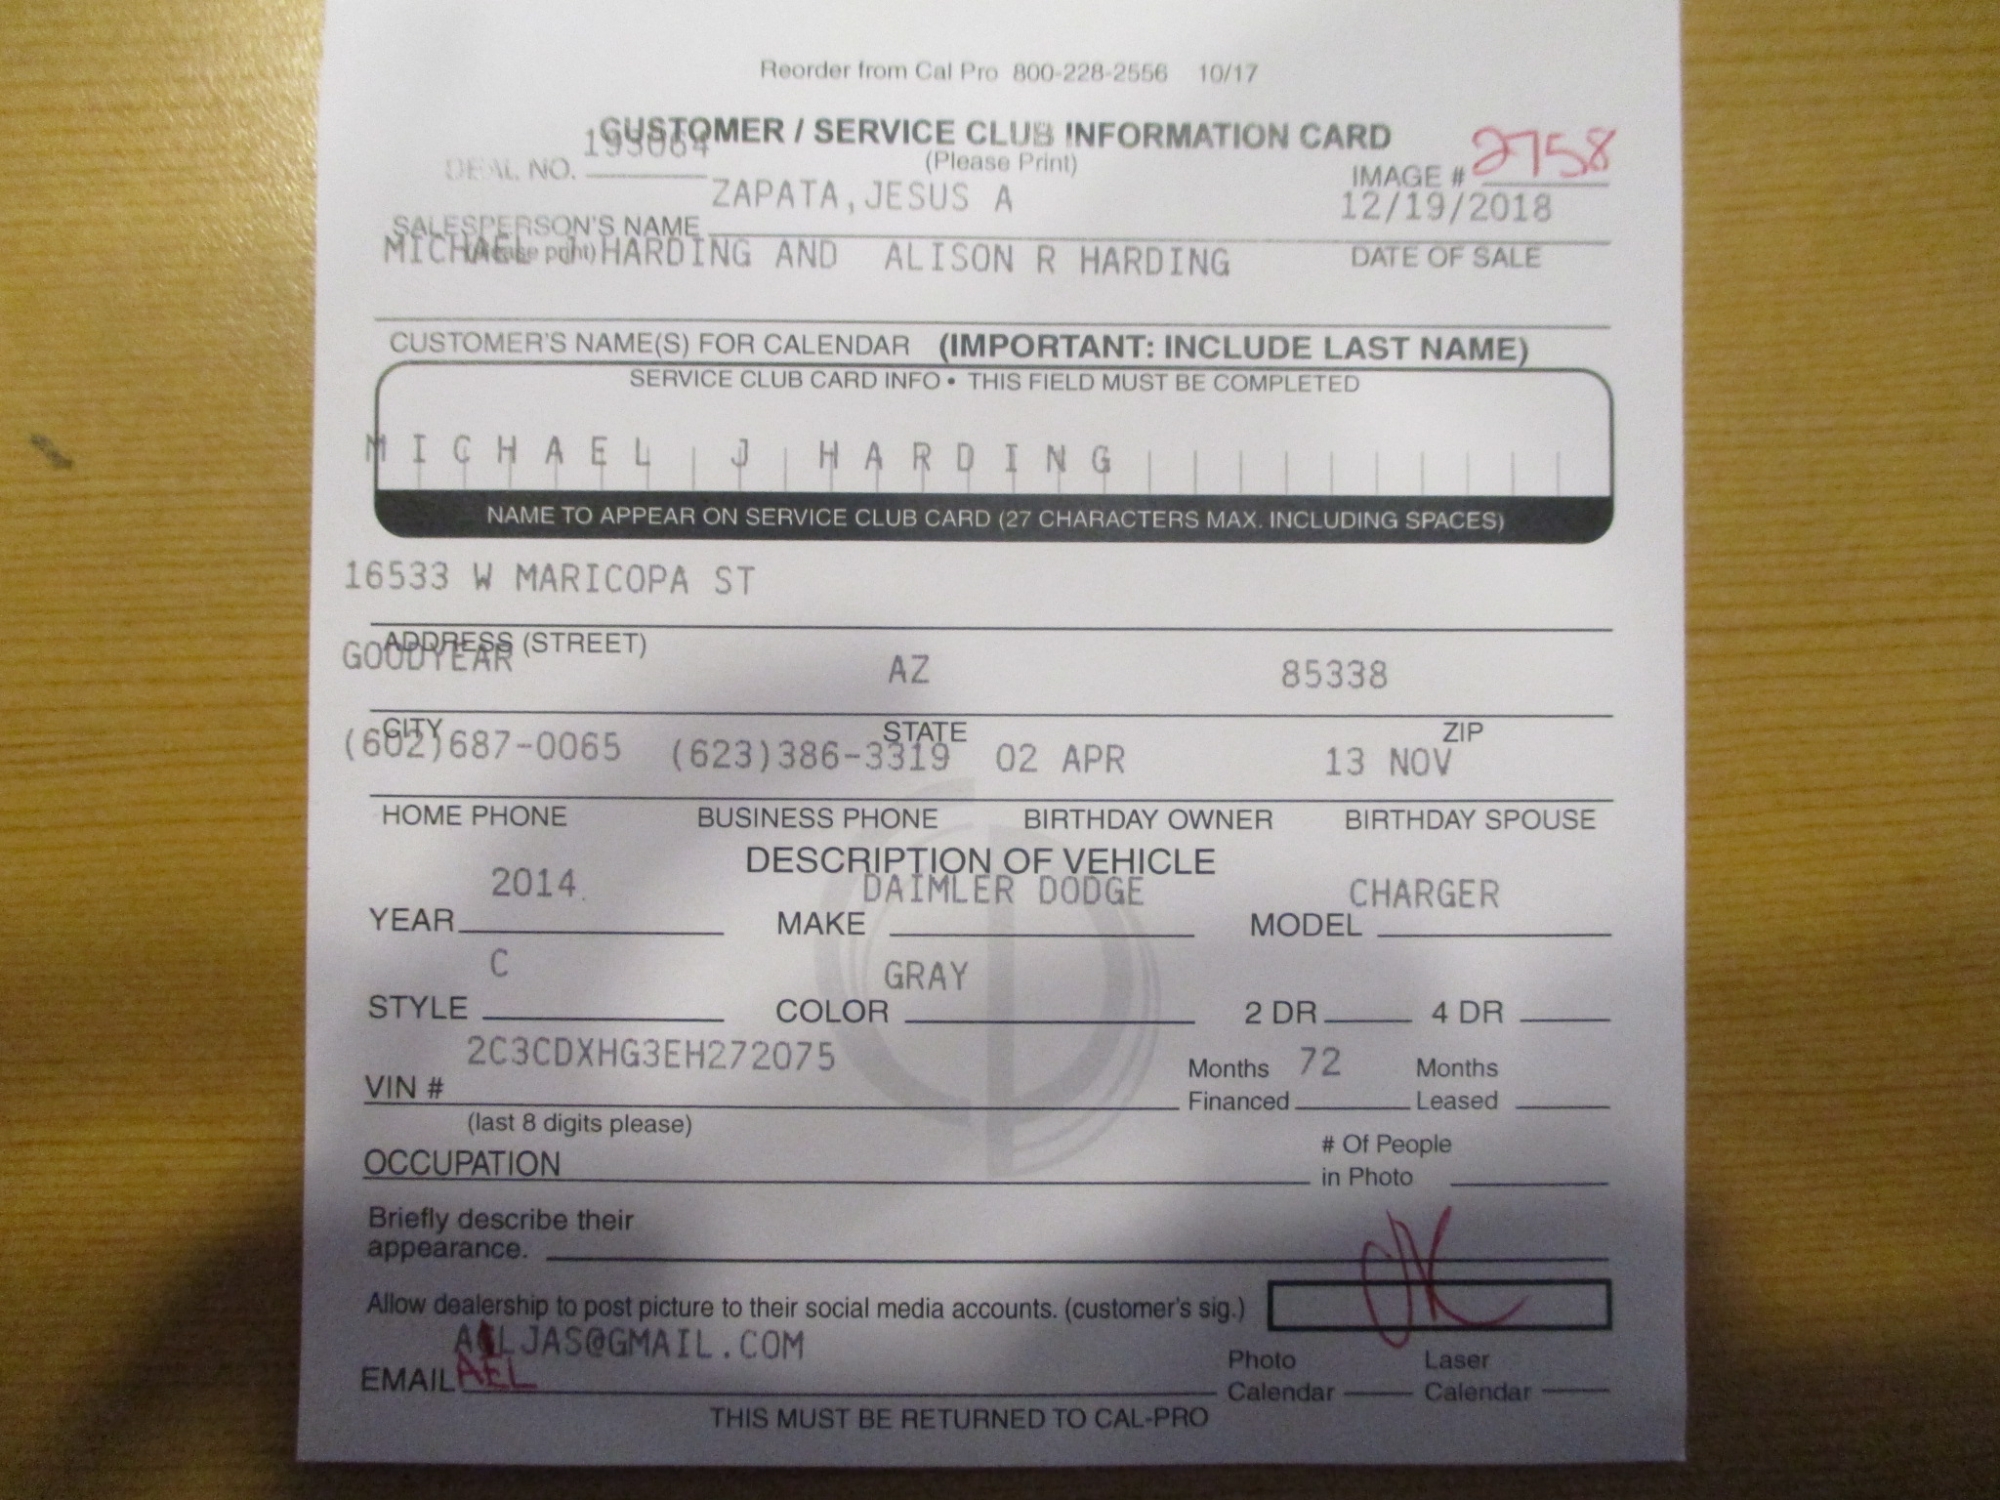 Reorder from Cal Pro 800-228-2556 10/17
CUSTOMER / SERVICE CLUB INFORMATION CARD
(Please Print)
DEAL NO. 193064
IMAGE # 2758
ZAPATA,JESUS A 12/19/2018
SALESPERSON'S NAME
(please print)
DATE OF SALE
MICHAEL J HARDING AND ALISON R HARDING
CUSTOMER'S NAME(S) FOR CALENDAR (IMPORTANT: INCLUDE LAST NAME)
SERVICE CLUB CARD INFO • THIS FIELD MUST BE COMPLETED
MICHAEL J HARDING
NAME TO APPEAR ON SERVICE CLUB CARD (27 CHARACTERS MAX. INCLUDING SPACES)
16533 W MARICOPA ST
ADDRESS (STREET)
GOODYEAR AZ 85338
CITY STATE ZIP
(602)687-0065 (623)386-3319 02 APR 13 NOV
HOME PHONE BUSINESS PHONE BIRTHDAY OWNER BIRTHDAY SPOUSE
DESCRIPTION OF VEHICLE
2014 DAIMLER DODGE CHARGER
YEAR MAKE MODEL
C GRAY
STYLE COLOR 2 DR 4 DR
2C3CDXHG3EH272075
VIN #
(last 8 digits please)
Months Financed 72
Months Leased
OCCUPATION
# Of People
in Photo
Briefly describe their
appearance.
Allow dealership to post picture to their social media accounts. (customer's sig.)
LJAS@GMAIL.COM
EMAIL AEL
Photo Calendar
Laser Calendar
THIS MUST BE RETURNED TO CAL-PRO